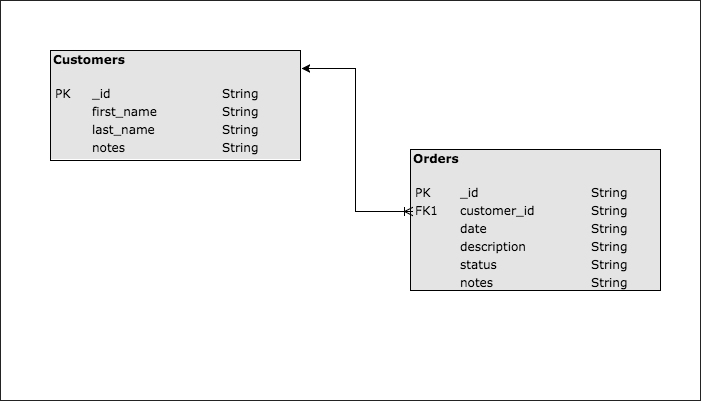 Customers
PK _id String
first_name String
last_name String
notes String
Orders
PK _id String
FK1 customer_id String
date String
description String
status String
notes String